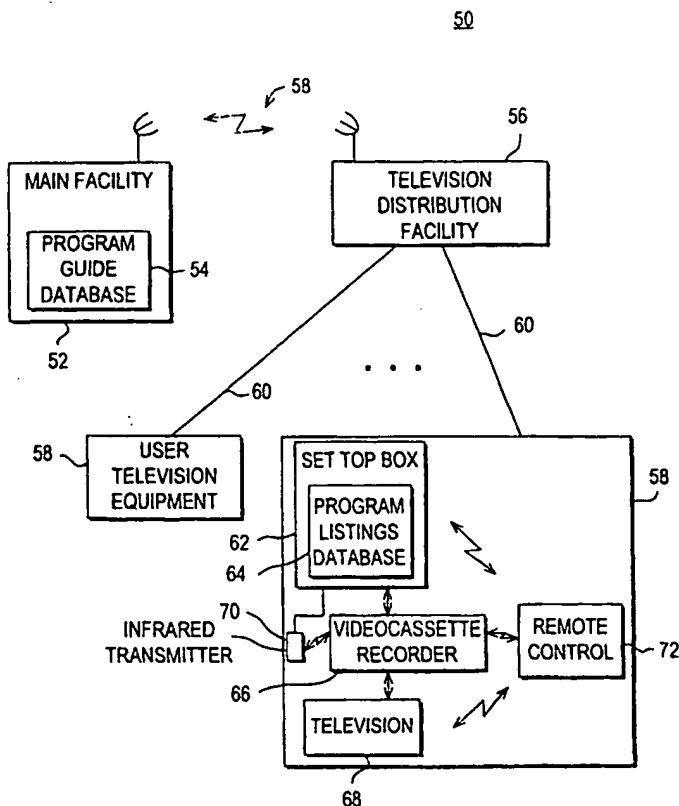 50
58
56
MAIN FACILITY
PROGRAM
GUIDE
DATABASE
54
52
TELEVISION
DISTRIBUTION
FACILITY
60
60
58
USER
TELEVISION
EQUIPMENT
SET TOP BOX
58
PROGRAM
LISTINGS
DATABASE
62
64
70
INFRARED
TRANSMITTER
VIDEOCASSETTE
RECORDER
66
REMOTE
CONTROL
72
TELEVISION
68